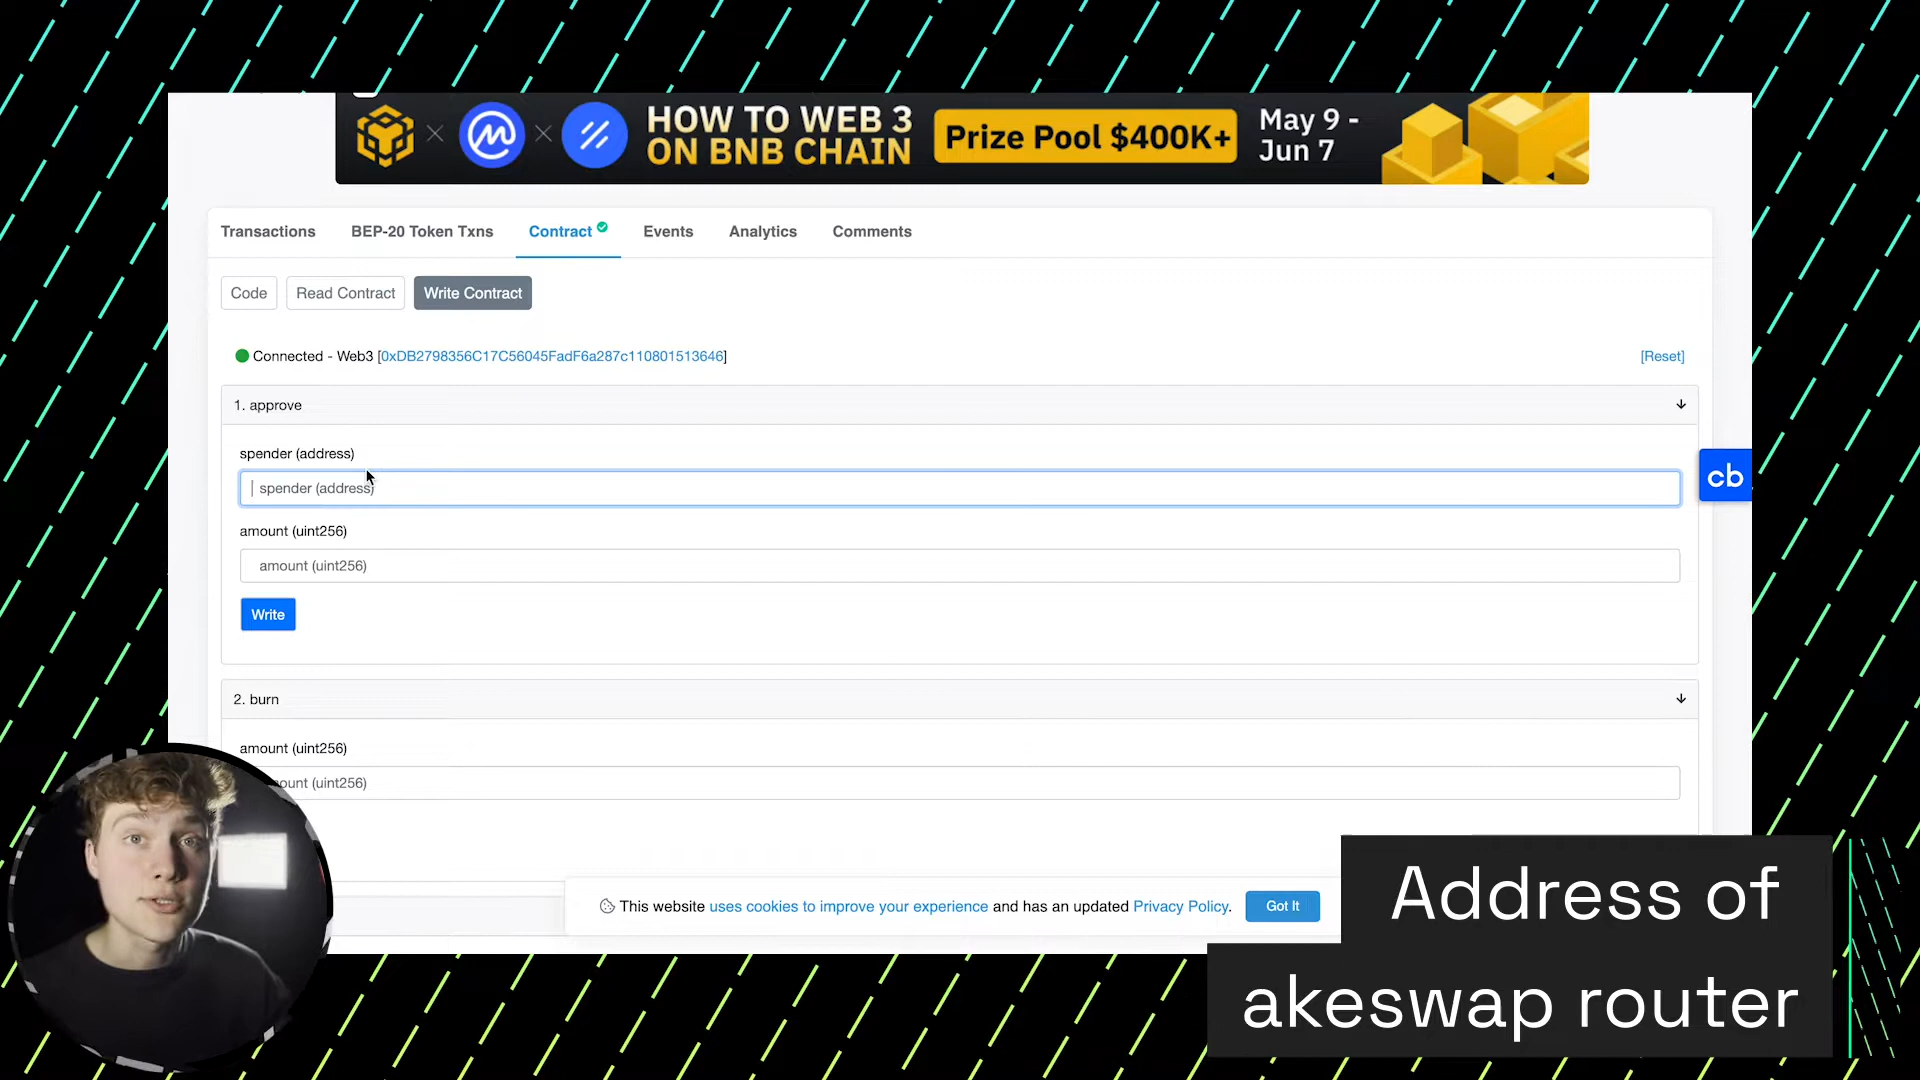 HOW TO WEB 3
ON BNB CHAIN
Prize Pool $400K+
May 9 -
Jun 7
Transactions
BEP-20 Token Txns
Contract
Events
Analytics
Comments
Code
Read Contract
Write Contract
Connected - Web3 [0xDB2798356C17C56045FadF6a287c110801513646]
[Reset]
1. approve
spender (address)
spender (address)
cb
amount (uint256)
amount (uint256)
Write
2. burn
amount (uint256)
ount (uint256)
This website uses cookies to improve your experience and has an updated Privacy Policy.
Got It
Address of
akeswap router